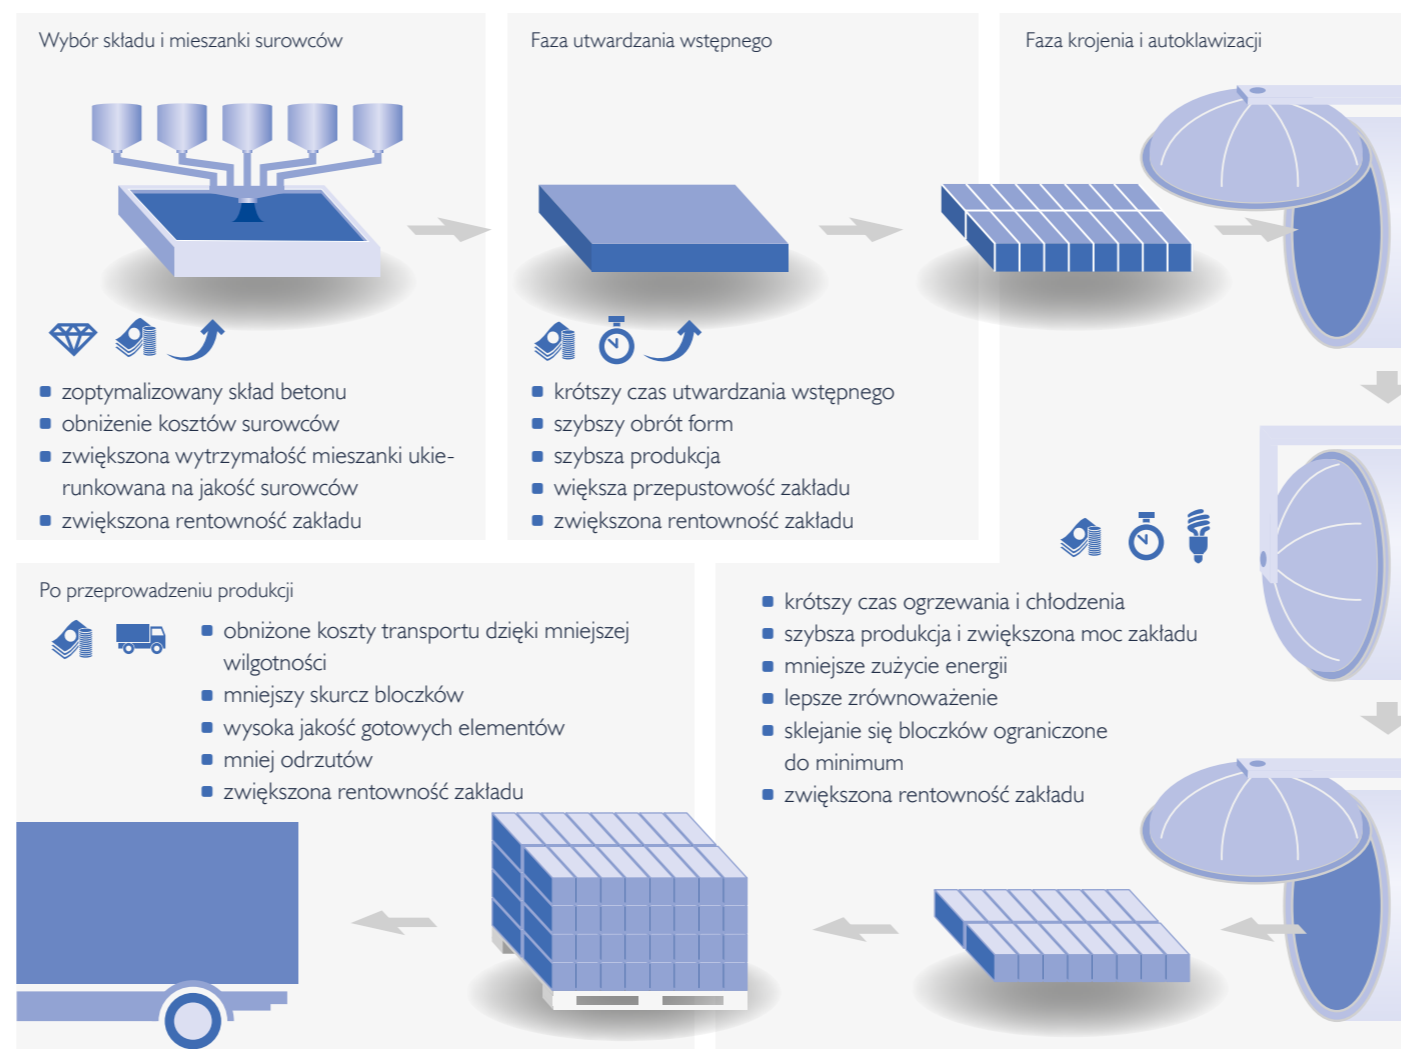 Wybór składu i mieszanki surowców
zoptymalizowany skład betonu
obniżenie kosztów surowców
zwiększona wytrzymałość mieszanki ukie-
runkowana na jakość surowców
zwiększona rentowność zakładu
Faza utwardzania wstępnego
krótszy czas utwardzania wstępnego
szybszy obrót form
szybsza produkcja
większa przepustowość zakładu
zwiększona rentowność zakładu
Faza krojenia i autoklawizacji
krótszy czas ogrzewania i chłodzenia
szybsza produkcja i zwiększona moc zakładu
mniejsze zużycie energii
lepsze zrównoważenie
sklejanie się bloczków ograniczone
do minimum
zwiększona rentowność zakładu
Po przeprowadzeniu produkcji
obniżone koszty transportu dzięki mniejszej
wilgotności
mniejszy skurcz bloczków
wysoka jakość gotowych elementów
mniej odrzutów
zwiększona rentowność zakładu